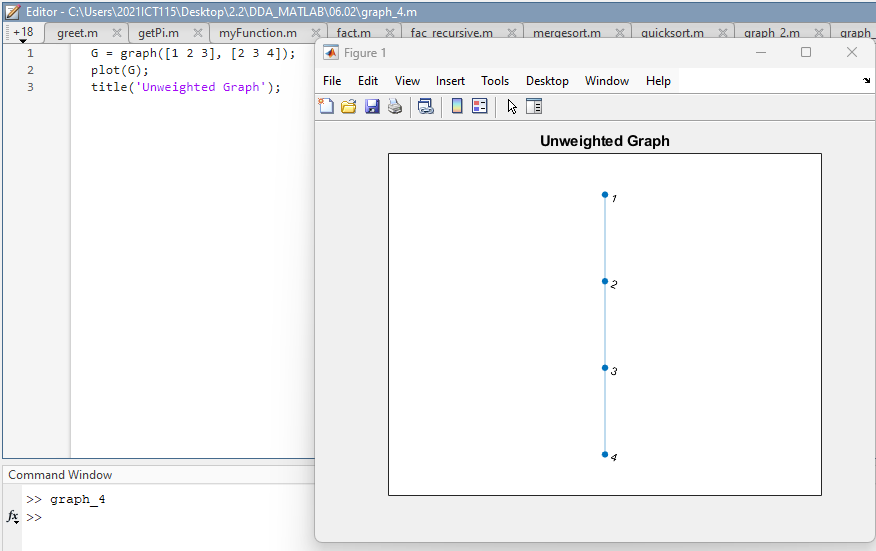 Editor - C:\Users\2021ICT115\Desktop\2.2\DDA_MATLAB\06.02\graph_4.m
+18 greet.m getPi.m myFunction.m fact.m fac_recursive.m mergesort.m quicksort.m graph_2.m graph_
1 G = graph([1 2 3], [2 3 4]);
2 plot(G);
3 title('Unweighted Graph');
Figure 1
File Edit View Insert Tools Desktop Window Help
Unweighted Graph
1
2
3
4
Command Window
>> graph_4
fx >>